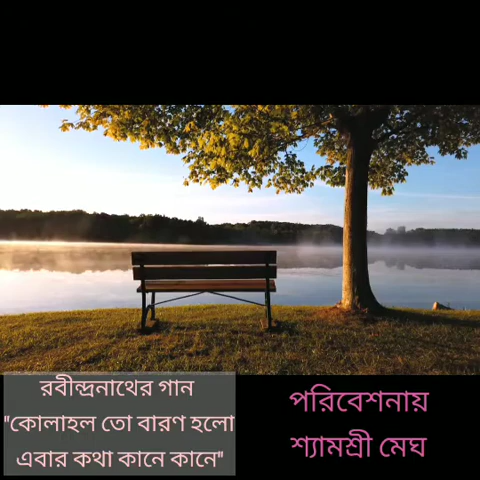 রবীন্দ্রনাথের গান
"কোলাহল তো বারণ হলো
এবার কথা কানে কানে"
পরিবেশনায়
শ্যামশ্রী মেঘ